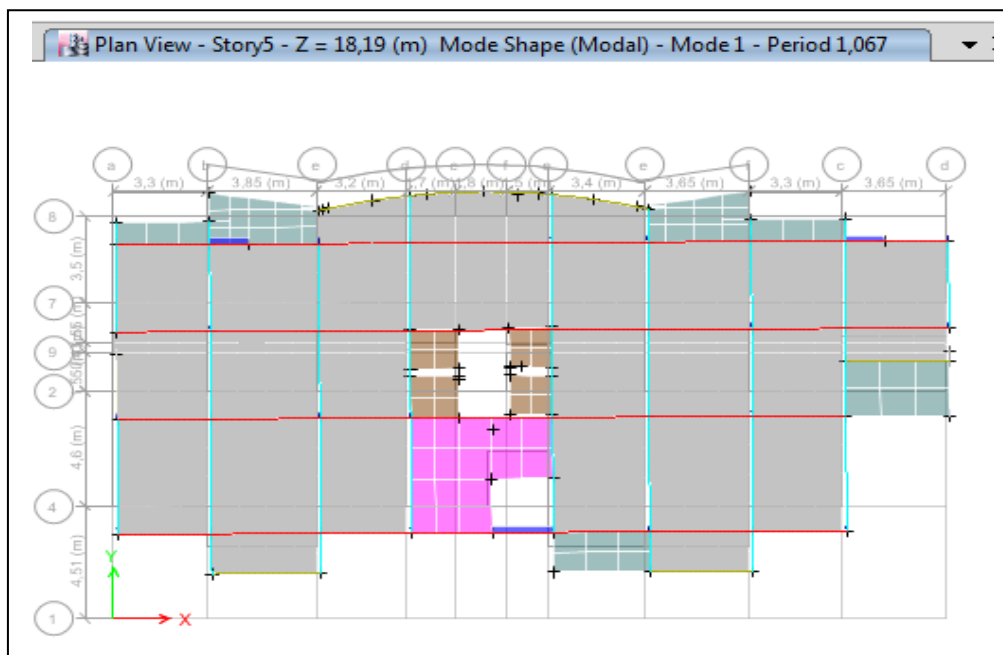 Plan View - Story5 - Z = 18,19 (m) Mode Shape (Modal) - Mode 1 - Period 1,067
a b e d c f e f c d
3,3 (m) 3,85 (m) 3,2 (m) 3,4 (m) 3,65 (m) 3,3 (m) 3,65 (m)
8
3,5 (m)
7
9
2
4,6 (m)
4
4,51 (m)
Y
1
X